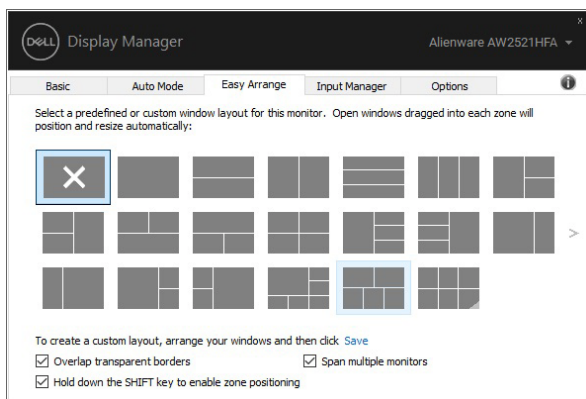 x
DELL Display Manager Alienware AW2521HFA
Basic Auto Mode Easy Arrange Input Manager Options i
Select a predefined or custom window layout for this monitor. Open windows dragged into each zone will
position and resize automatically:
>
To create a custom layout, arrange your windows and then click Save
Overlap transparent borders Span multiple monitors
Hold down the SHIFT key to enable zone positioning